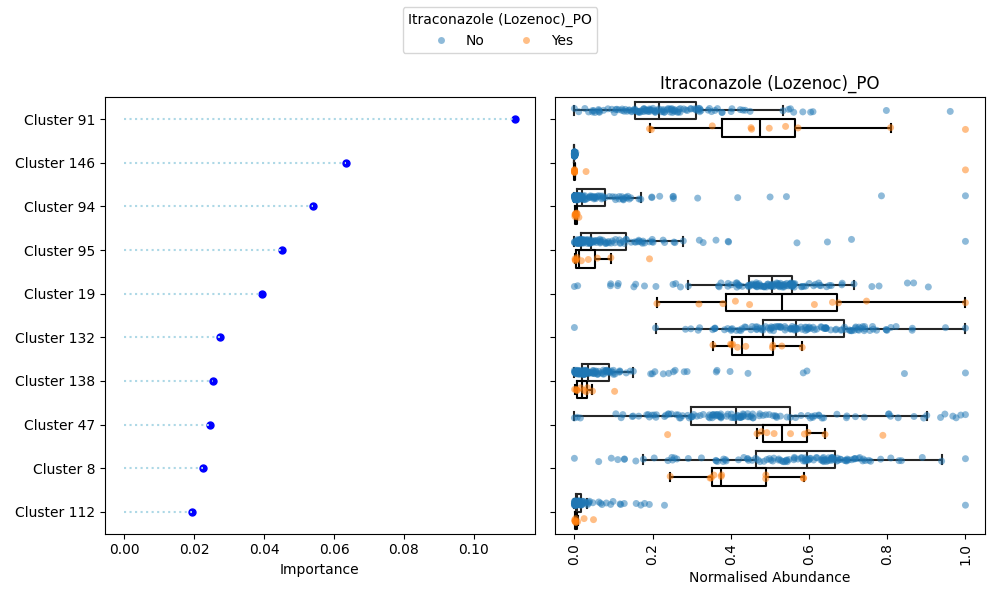 Itraconazole (Lozenoc)_PO
No Yes
Itraconazole (Lozenoc)_PO
Cluster 91
Cluster 146
Cluster 94
Cluster 95
Cluster 19
Cluster 132
Cluster 138
Cluster 47
Cluster 8
Cluster 112
0.00 0.02 0.04 0.06 0.08 0.10
Importance
0.0 0.2 0.4 0.6 0.8 1.0
Normalised Abundance